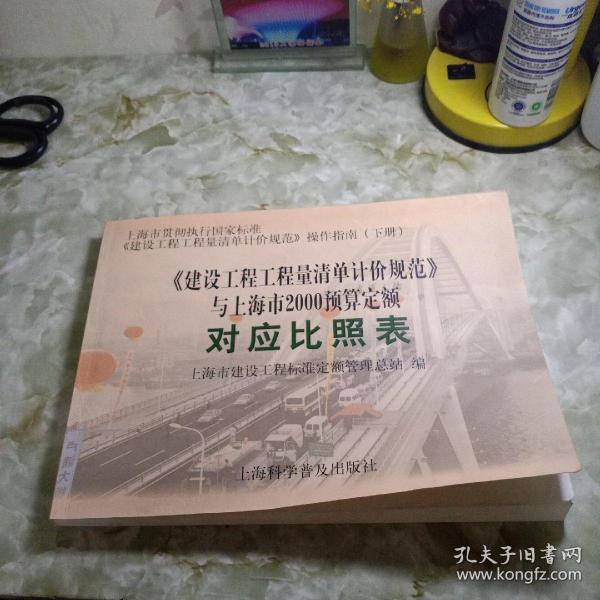 上海市贯彻执行国家标准
《建设工程工程量清单计价规范》操作指南（下册）
《建设工程工程量清单计价规范》
与上海市2000预算定额
对应比照表
上海市建设工程标准定额管理总站 编
上海科学普及出版社
孔夫子旧书网
www.kongfz.com